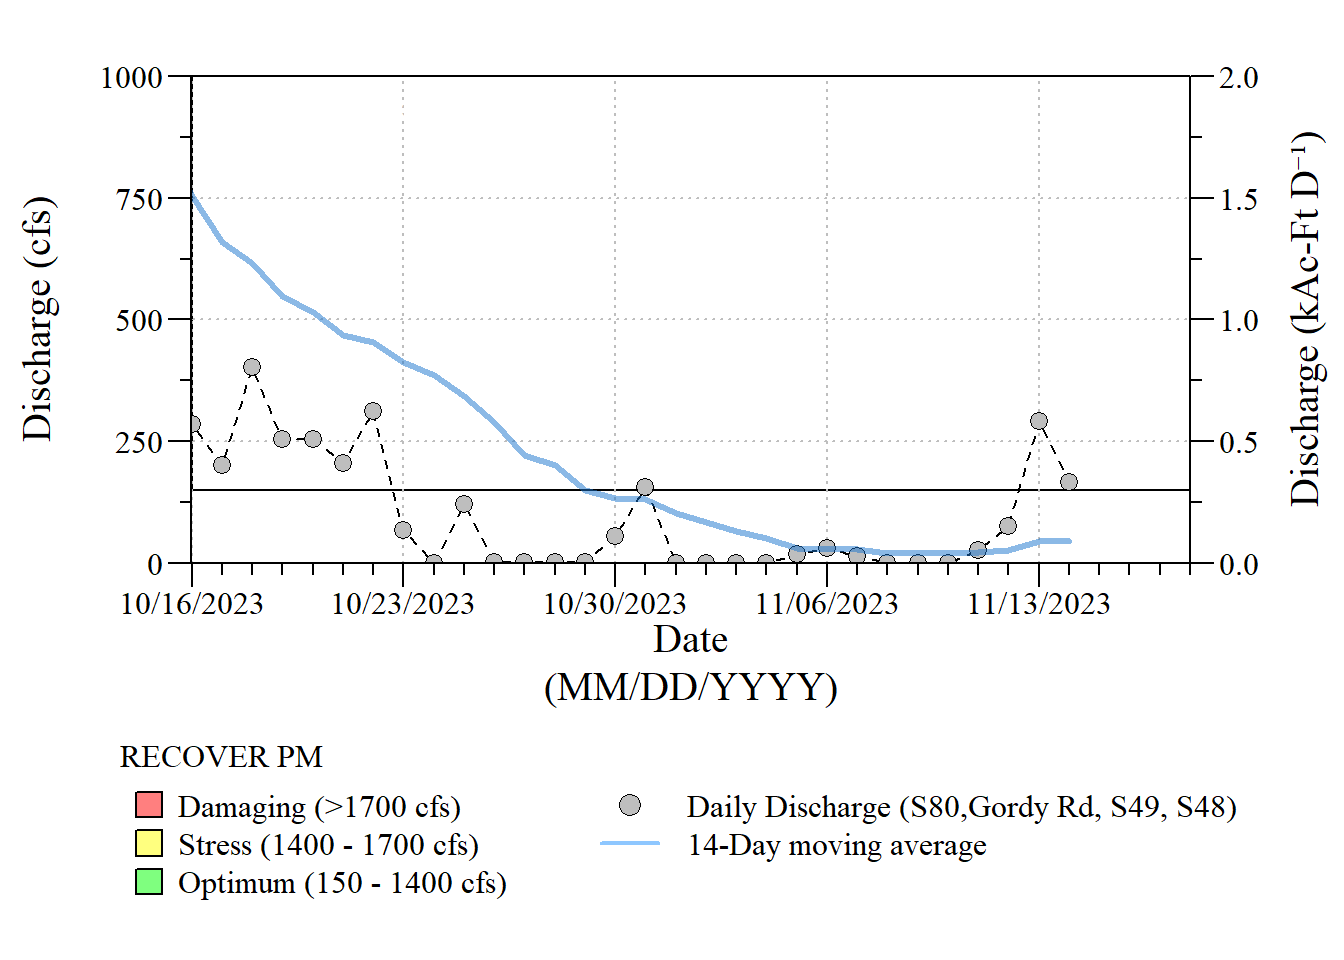 1000
750
500
250
0
Discharge (cfs)
2.0
1.5
1.0
0.5
0.0
Discharge (kAc-Ft D⁻¹)
10/16/2023 10/23/2023 10/30/2023 11/06/2023 11/13/2023
Date
(MM/DD/YYYY)
RECOVER PM
Damaging (>1700 cfs)
Stress (1400 - 1700 cfs)
Optimum (150 - 1400 cfs)
Daily Discharge (S80,Gordy Rd, S49, S48)
14-Day moving average